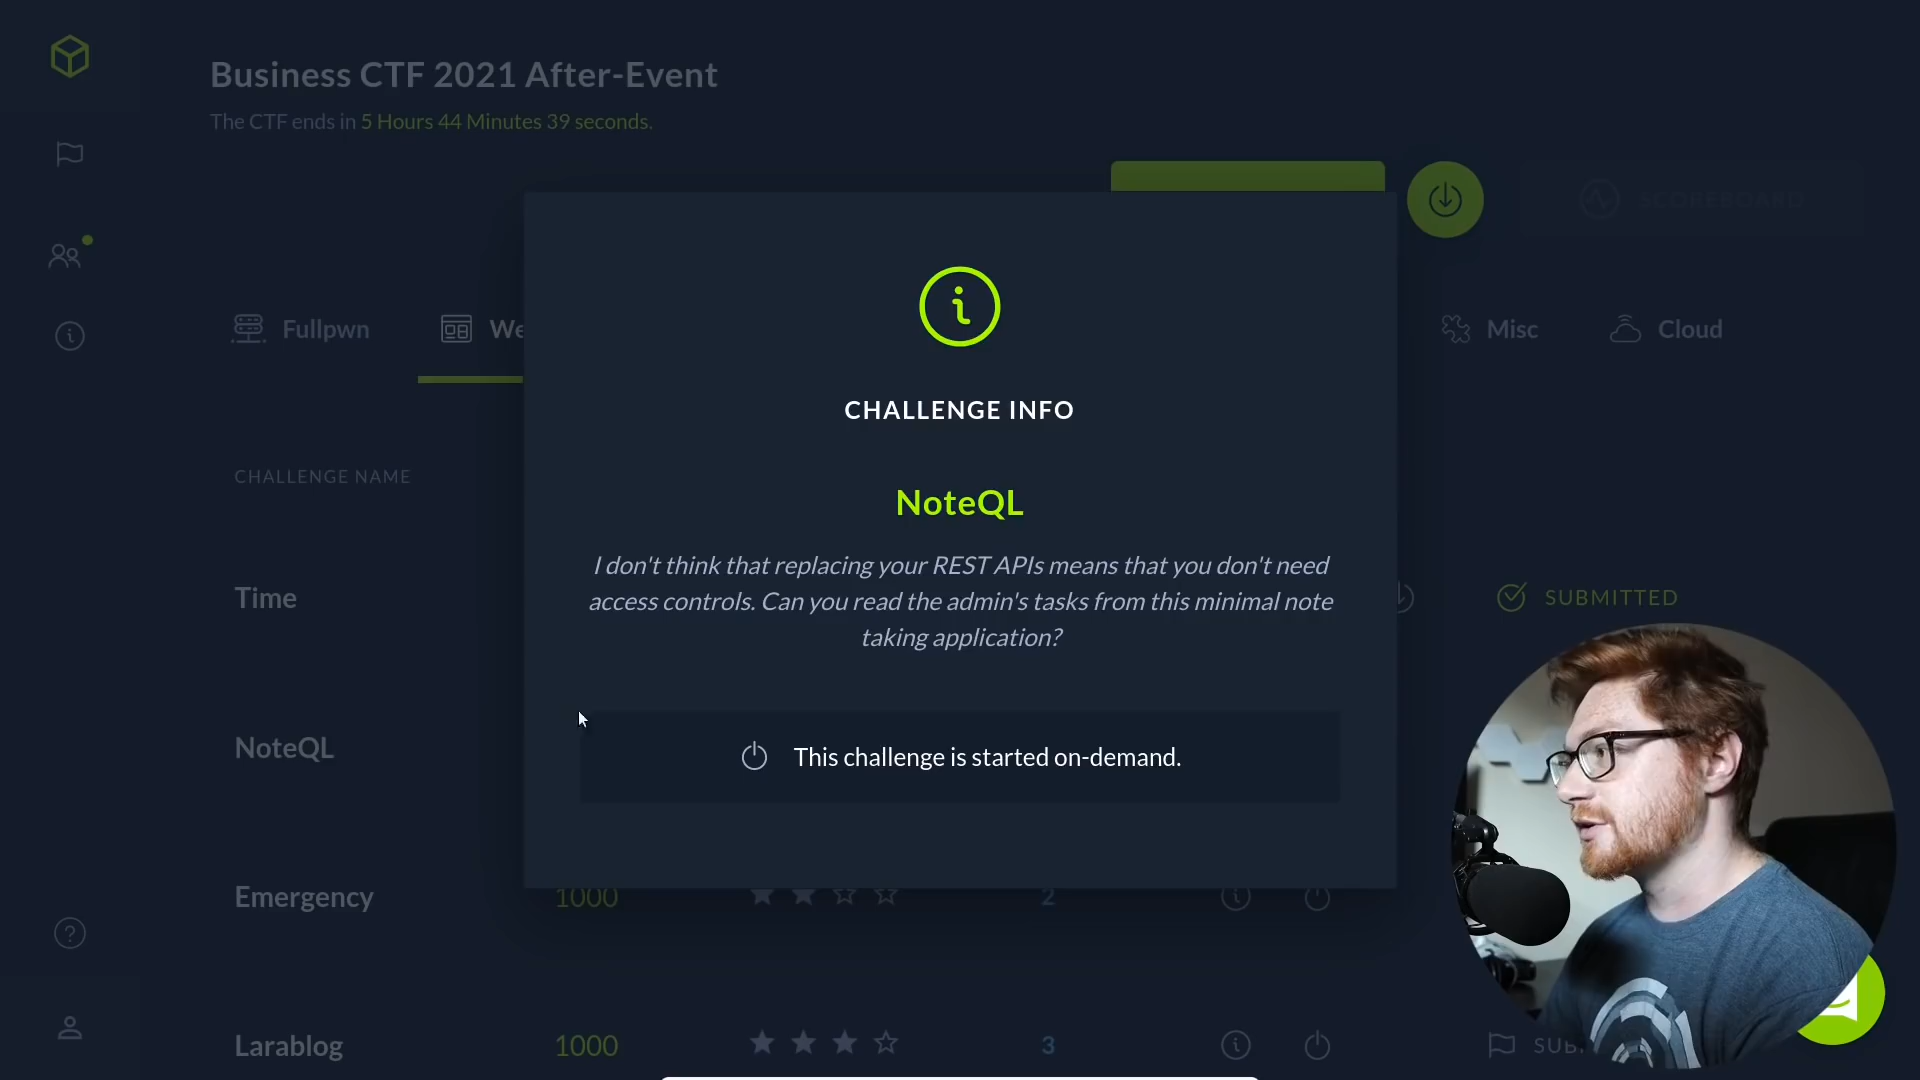 Business CTF 2021 After-Event
The CTF ends in 5 Hours 44 Minutes 39 seconds.
SCOREBOARD
Fullpwn
We
Misc
Cloud
CHALLENGE INFO
CHALLENGE NAME
NoteQL
I don't think that replacing your REST APIs means that you don't need
access controls. Can you read the admin's tasks from this minimal note
taking application?
Time
SUBMITTED
NoteQL
This challenge is started on-demand.
Emergency 1000 2
Larablog 1000 3 SUB